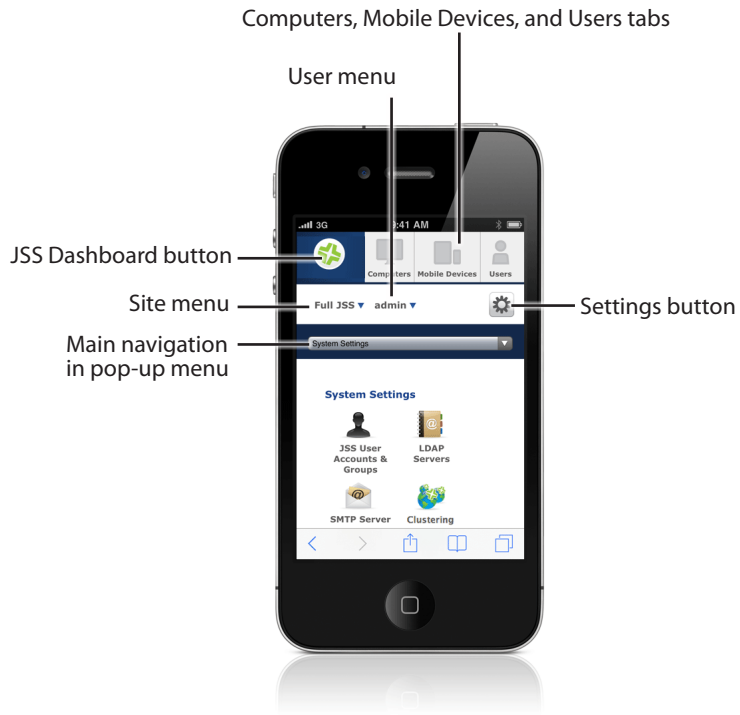 Computers, Mobile Devices, and Users tabs
User menu
3G 9:41 AM
Computers Mobile Devices Users
JSS Dashboard button
Site menu
Full JSS admin
Settings button
Main navigation
in pop-up menu
System Settings
System Settings
JSS User
Accounts &
Groups
LDAP
Servers
@
@
SMTP Server Clustering